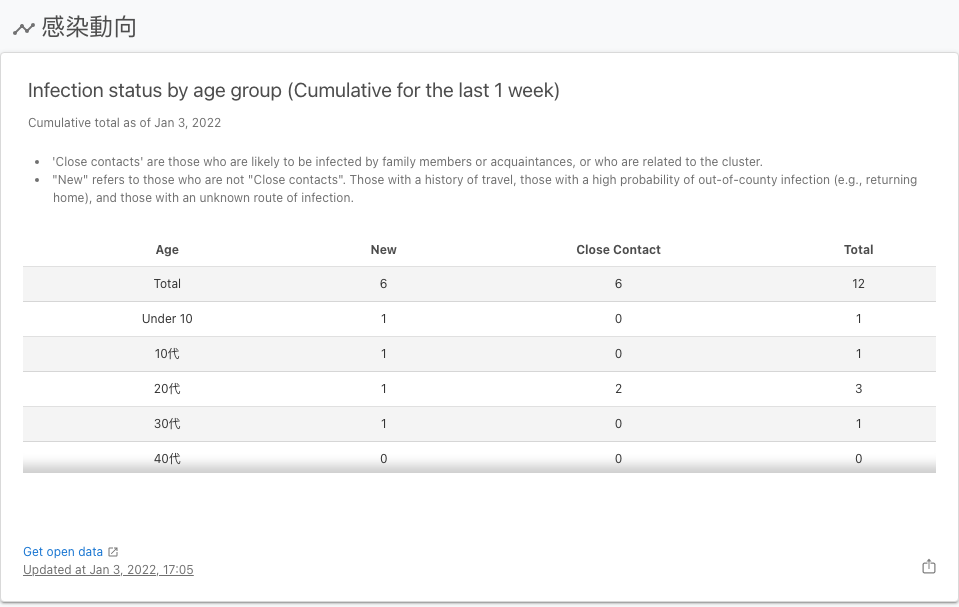 感染動向
Infection status by age group (Cumulative for the last 1 week)
Cumulative total as of Jan 3, 2022
• 'Close contacts' are those who are likely to be infected by family members or acquaintances, or who are related to the cluster.
• "New" refers to those who are not "Close contacts". Those with a history of travel, those with a high probability of out-of-county infection (e.g., returning
home), and those with an unknown route of infection.
Age New Close Contact Total
Total 6 6 12
Under 10 1 0 1
10代 1 0 1
20代 1 2 3
30代 1 0 1
40代 0 0 0
Get open data
Updated at Jan 3, 2022, 17:05